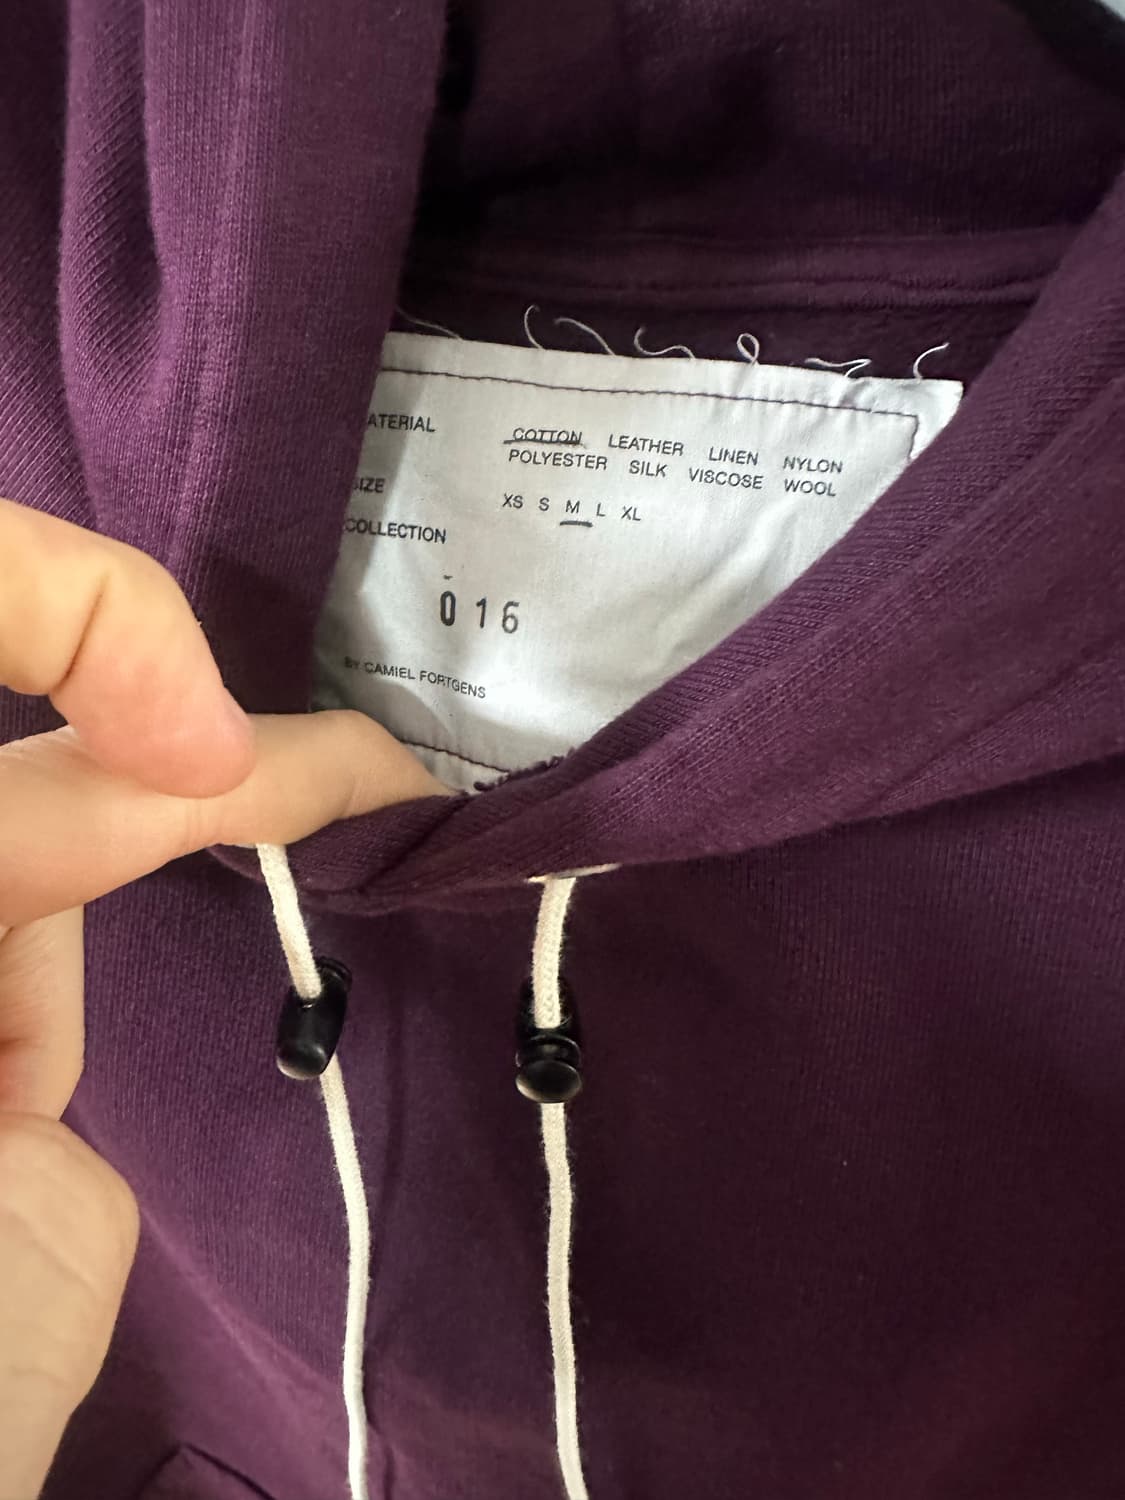 ATERIAL COTTON LEATHER LINEN NYLON
POLYESTER SILK VISCOSE WOOL
SIZE XS S M L XL
COLLECTION
016
BY CAMIEL FORTGENS